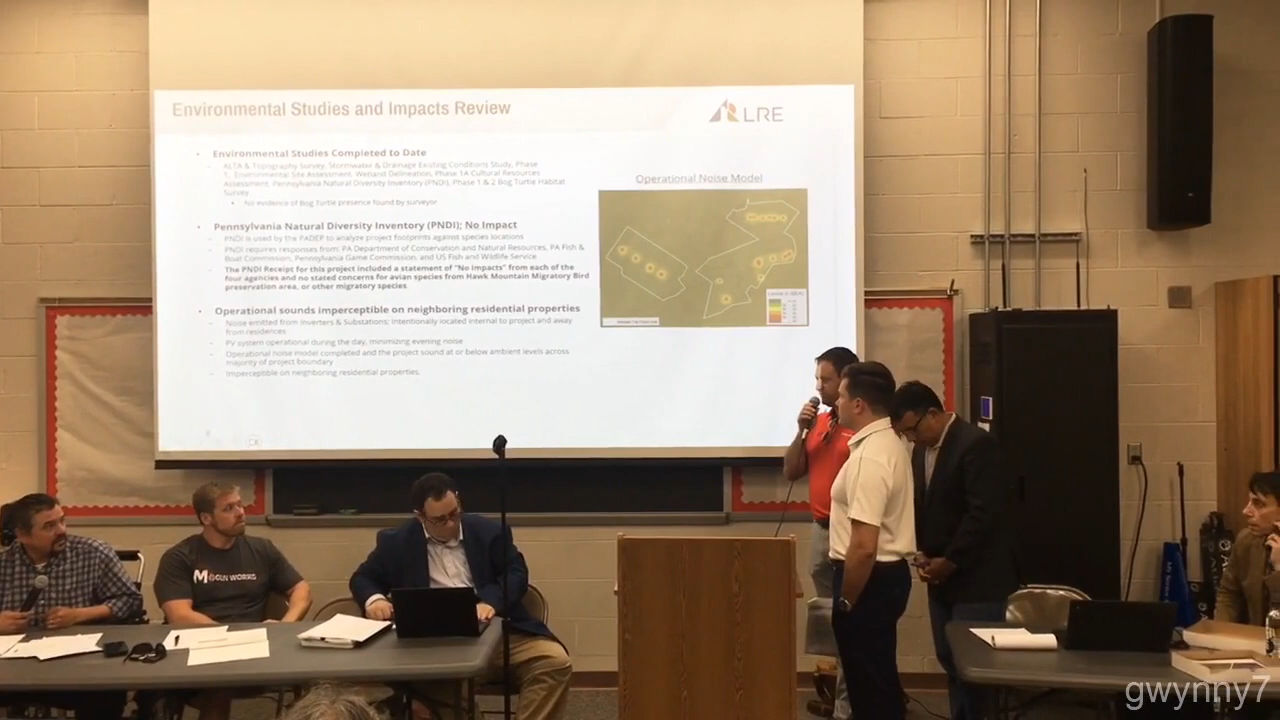 Environmental Studies and Impacts Review
LRE
Environmental Studies Completed to Date
ALTA & Topography Survey, Stormwater & Drainage Existing Conditions Study, Phase
1, Environmental Site Assessment, Wetland Delineation, Phase 1A Cultural Resources
Assessment, Pennsylvania Natural Diversity Inventory (PNDI), Phase 1 & 2 Bog Turtle Habitat
Survey
No evidence of Bog Turtle presence found by surveyor
Pennsylvania Natural Diversity Inventory (PNDI); No Impact
PNDI is used by the PADEP to analyze project footprints against species locations
PNDI requires responses from: PA Department of Conservation and Natural Resources, PA Fish &
Boat Commission, Pennsylvania Game Commission, and US Fish and Wildlife Service
The PNDI Receipt for this project included a statement of "No Impacts" from each of the
four agencies and no stated concerns for avian species from Hawk Mountain Migratory Bird
preservation area, or other migratory species
Operational sounds imperceptible on neighboring residential properties
Noise emitted from Inverters & Substations; Intentionally located internal to project and away
from residences
PV system operational during the day, minimizing evening noise
Operational noise model completed and the project sound at or below ambient levels across
majority of project boundary
Imperceptible on neighboring residential properties.
Operational Noise Model
WORKS
gwynny7